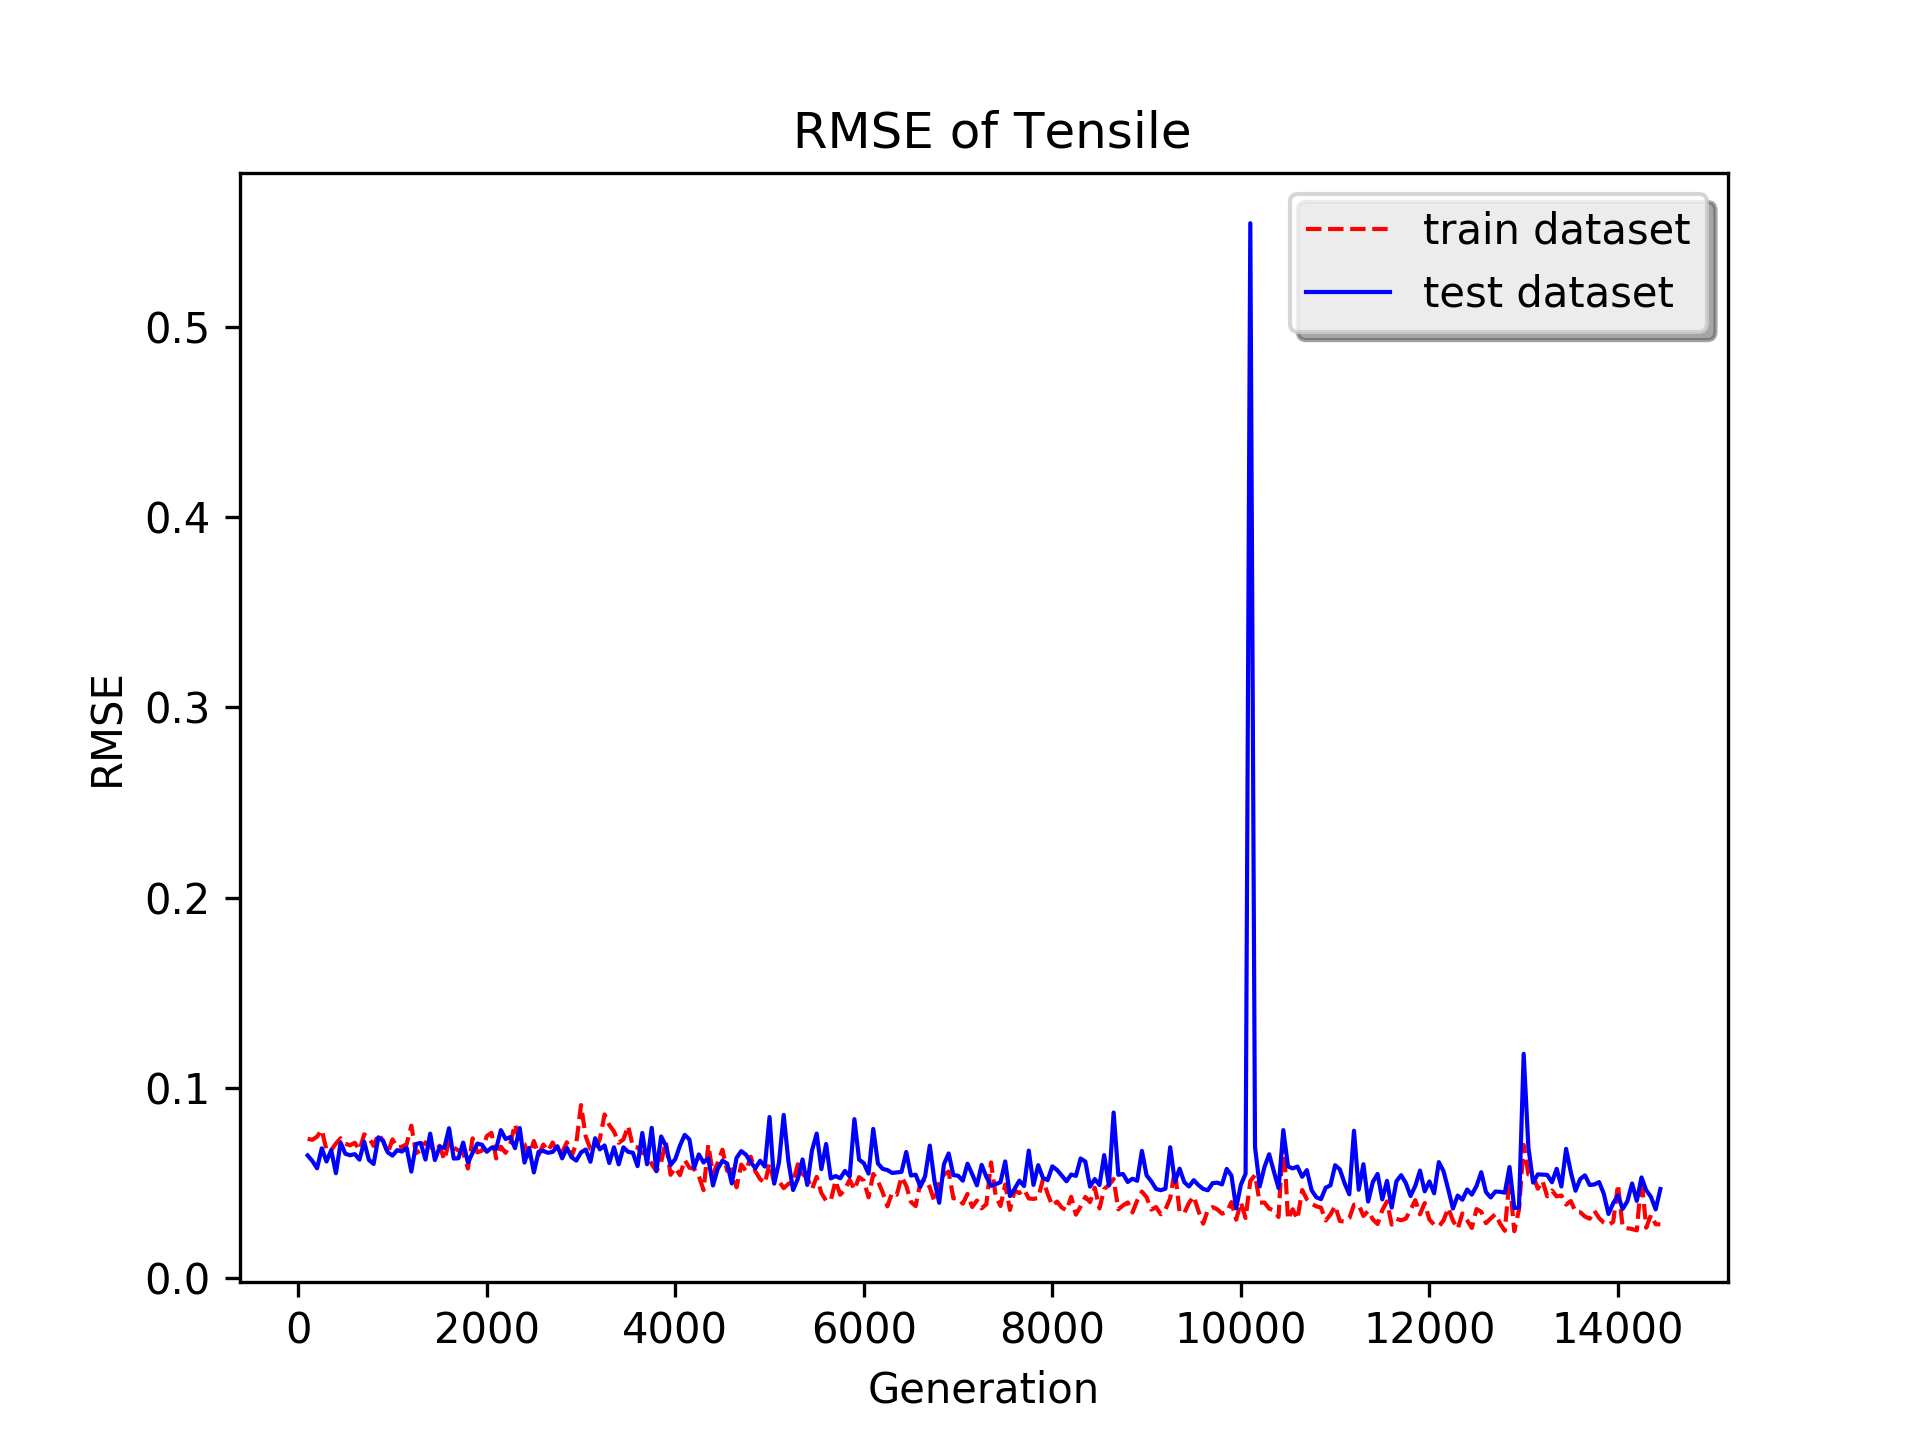 RMSE of Tensile
train dataset
test dataset
0.5
0.4
0.3
0.2
0.1
0.0
RMSE
0 2000 4000 6000 8000 10000 12000 14000
Generation